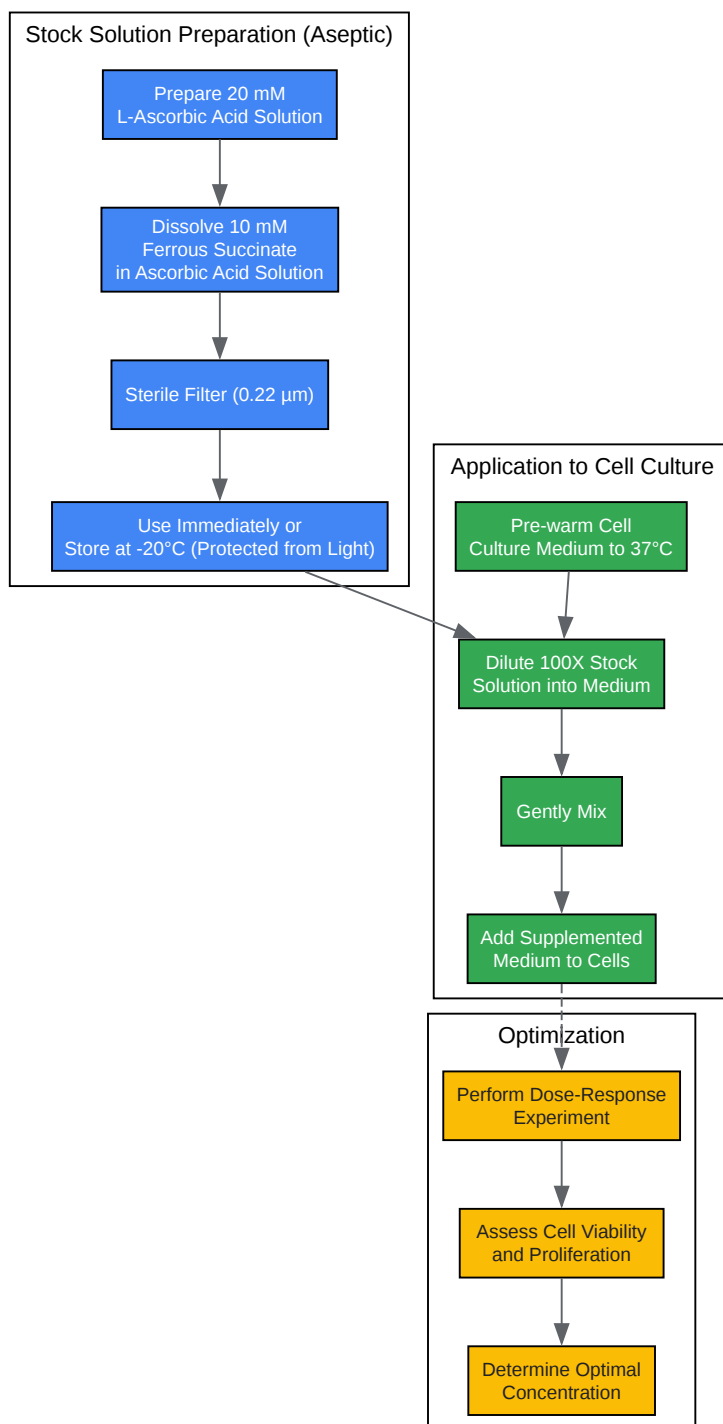 Stock Solution Preparation (Aseptic)
Prepare 20 mM
L-Ascorbic Acid Solution
Dissolve 10 mM
Ferrous Succinate
in Ascorbic Acid Solution
Sterile Filter (0.22 µm)
Use Immediately or
Store at -20°C (Protected from Light)
Application to Cell Culture
Pre-warm Cell
Culture Medium to 37°C
Dilute 100X Stock
Solution into Medium
Gently Mix
Add Supplemented
Medium to Cells
Optimization
Perform Dose-Response
Experiment
Assess Cell Viability
and Proliferation
Determine Optimal
Concentration